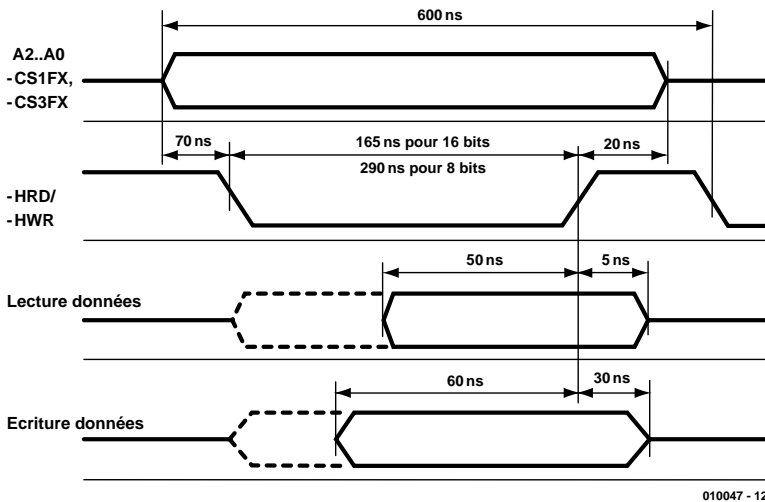 600 ns
A2..A0
-CS1FX,
-CS3FX
70 ns
165 ns pour 16 bits
20 ns
290 ns pour 8 bits
-HRD/
-HWR
50 ns
5 ns
Lecture données
60 ns
30 ns
Ecriture données
010047 - 12